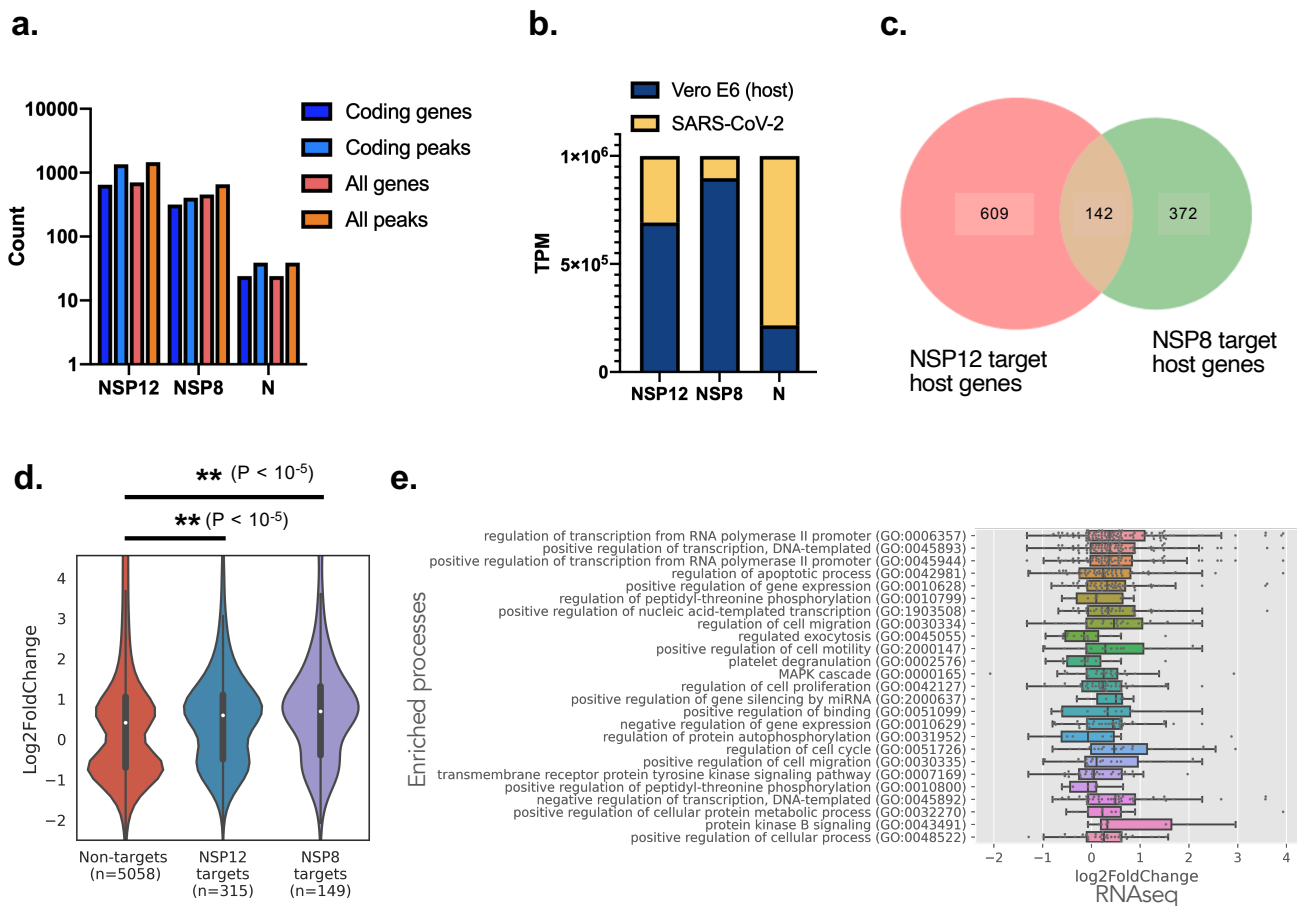 a.
10000
1000
100
10
1
Count
NSP12
NSP8
N
Coding genes
Coding peaks
All genes
All peaks
b.
Vero E6 (host)
SARS-CoV-2
1×10⁶
5×10⁵
0
TPM
NSP12
NSP8
N
c.
609
142
372
NSP12 target
host genes
NSP8 target
host genes
d.
** (P < 10⁻⁵)
** (P < 10⁻⁵)
4
3
2
1
0
−1
−2
Log2FoldChange
Non-targets
(n=5058)
NSP12
targets
(n=315)
NSP8
targets
(n=149)
e.
Enriched processes
regulation of transcription from RNA polymerase II promoter (GO:0006357)
positive regulation of transcription, DNA-templated (GO:0045893)
positive regulation of transcription from RNA polymerase II promoter (GO:0045944)
regulation of apoptotic process (GO:0042981)
positive regulation of gene expression (GO:0010628)
regulation of peptidyl-threonine phosphorylation (GO:0010799)
positive regulation of nucleic acid-templated transcription (GO:1903508)
regulation of cell migration (GO:0030334)
regulated exocytosis (GO:0045055)
positive regulation of cell motility (GO:2000147)
platelet degranulation (GO:0002576)
MAPK cascade (GO:0000165)
regulation of cell proliferation (GO:0042127)
positive regulation of gene silencing by miRNA (GO:2000637)
positive regulation of binding (GO:0051099)
negative regulation of gene expression (GO:0010629)
regulation of protein autophosphorylation (GO:0031952)
regulation of cell cycle (GO:0051726)
positive regulation of cell migration (GO:0030335)
transmembrane receptor protein tyrosine kinase signaling pathway (GO:0007169)
positive regulation of peptidyl-threonine phosphorylation (GO:0010800)
negative regulation of transcription, DNA-templated (GO:0045892)
positive regulation of cellular protein metabolic process (GO:0032270)
protein kinase B signaling (GO:0043491)
positive regulation of cellular process (GO:0048522)
−2 −1 0 1 2 3 4
log2FoldChange
RNAseq